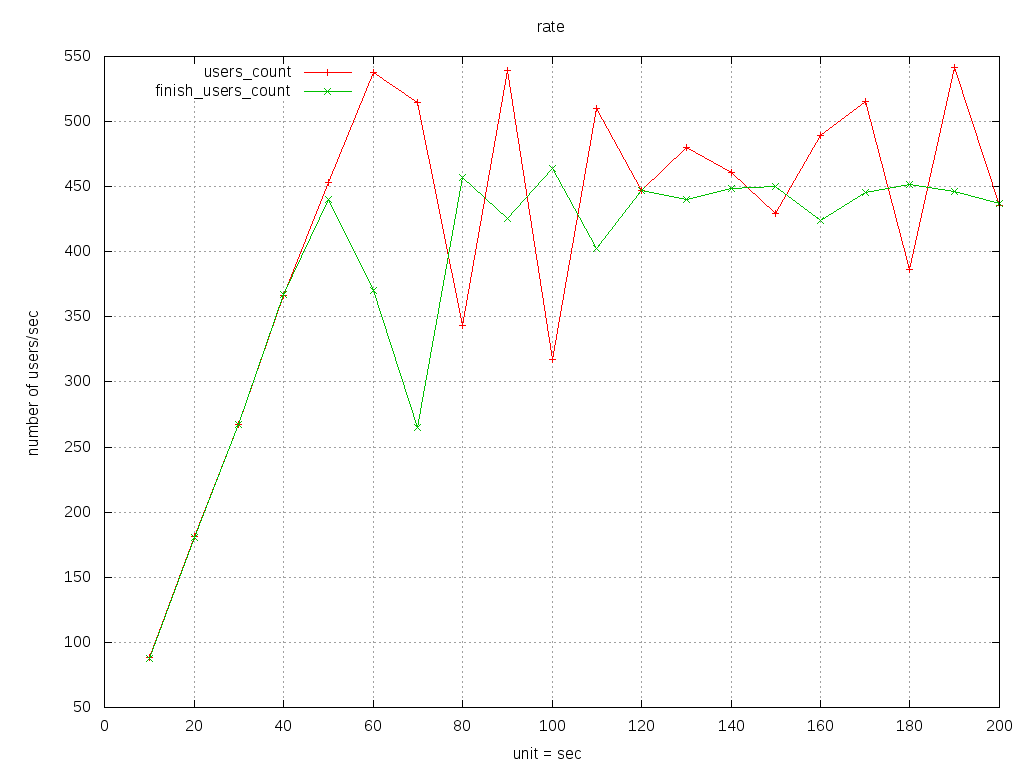 rate
users_count
finish_users_count
550
500
450
400
350
300
250
200
150
100
50
number of users/sec
0 20 40 60 80 100 120 140 160 180 200
unit = sec